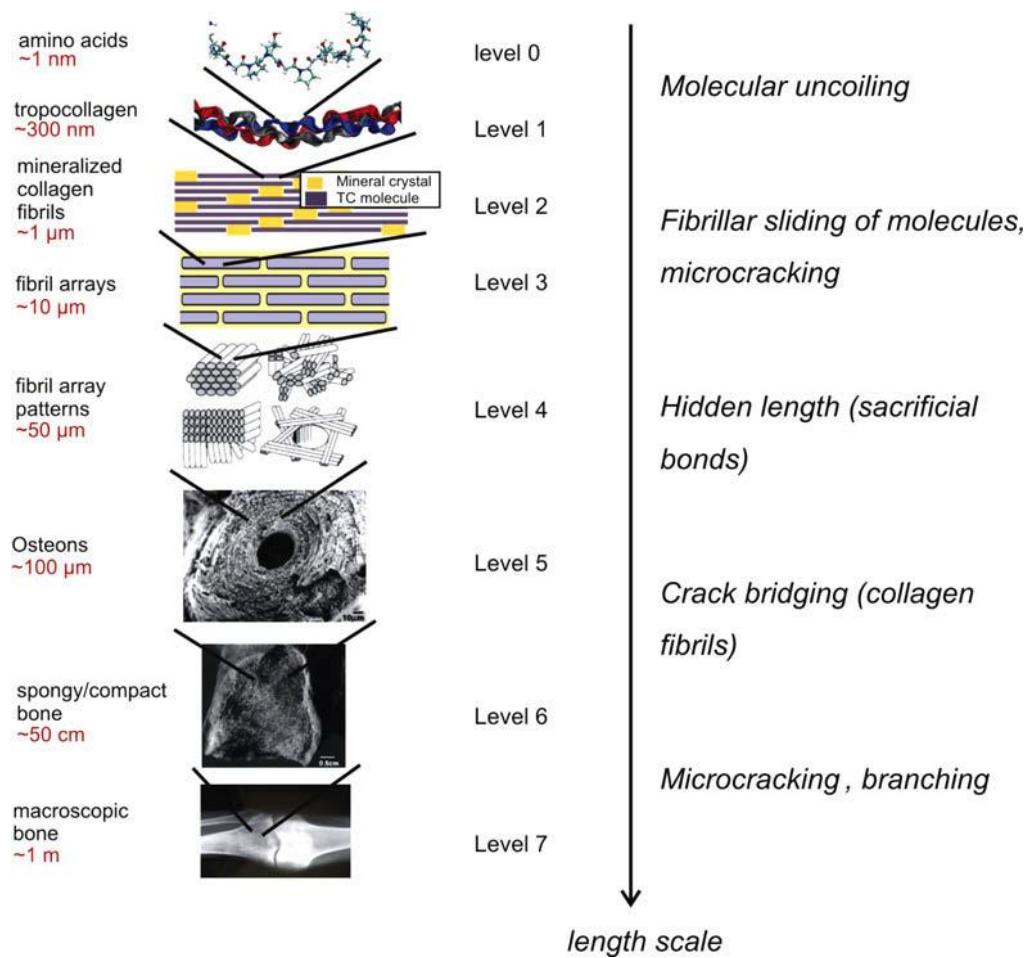 amino acids
~1 nm
level 0
Molecular uncoiling
tropocollagen
~300 nm
Level 1
mineralized
collagen
fibrils
~1 µm
Mineral crystal
TC molecule
Level 2
Fibrillar sliding of molecules,
microcracking
fibril arrays
~10 µm
Level 3
fibril array
patterns
~50 µm
Level 4
Hidden length (sacrificial
bonds)
Osteons
~100 µm
10µm
Level 5
Crack bridging (collagen
fibrils)
spongy/compact
bone
~50 cm
0.5cm
Level 6
Microcracking , branching
macroscopic
bone
~1 m
Level 7
length scale